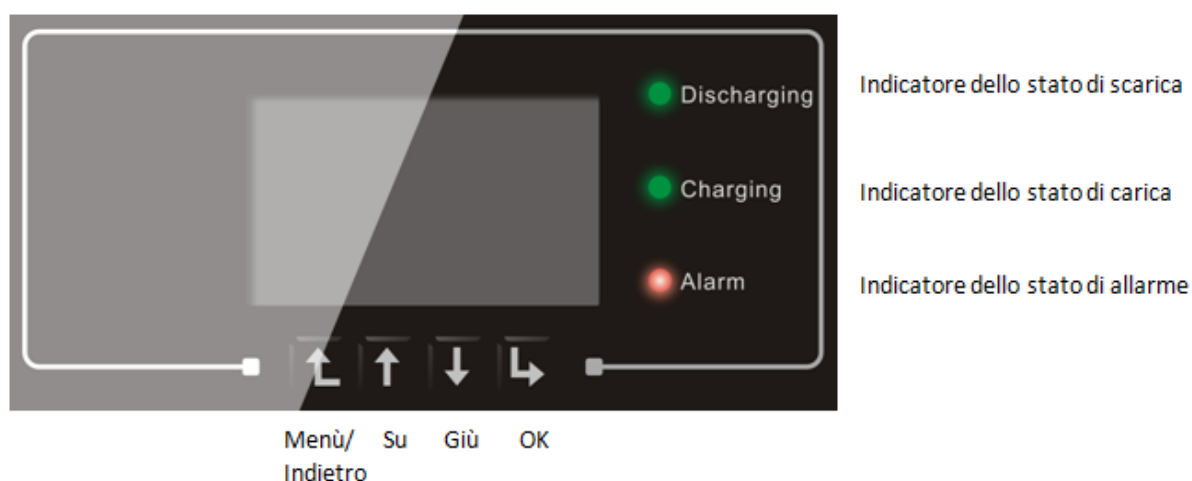 Discharging
Indicatore dello stato di scarica
Charging
Indicatore dello stato di carica
Alarm
Indicatore dello stato di allarme
Menù/
Indietro
Su
Giù
OK